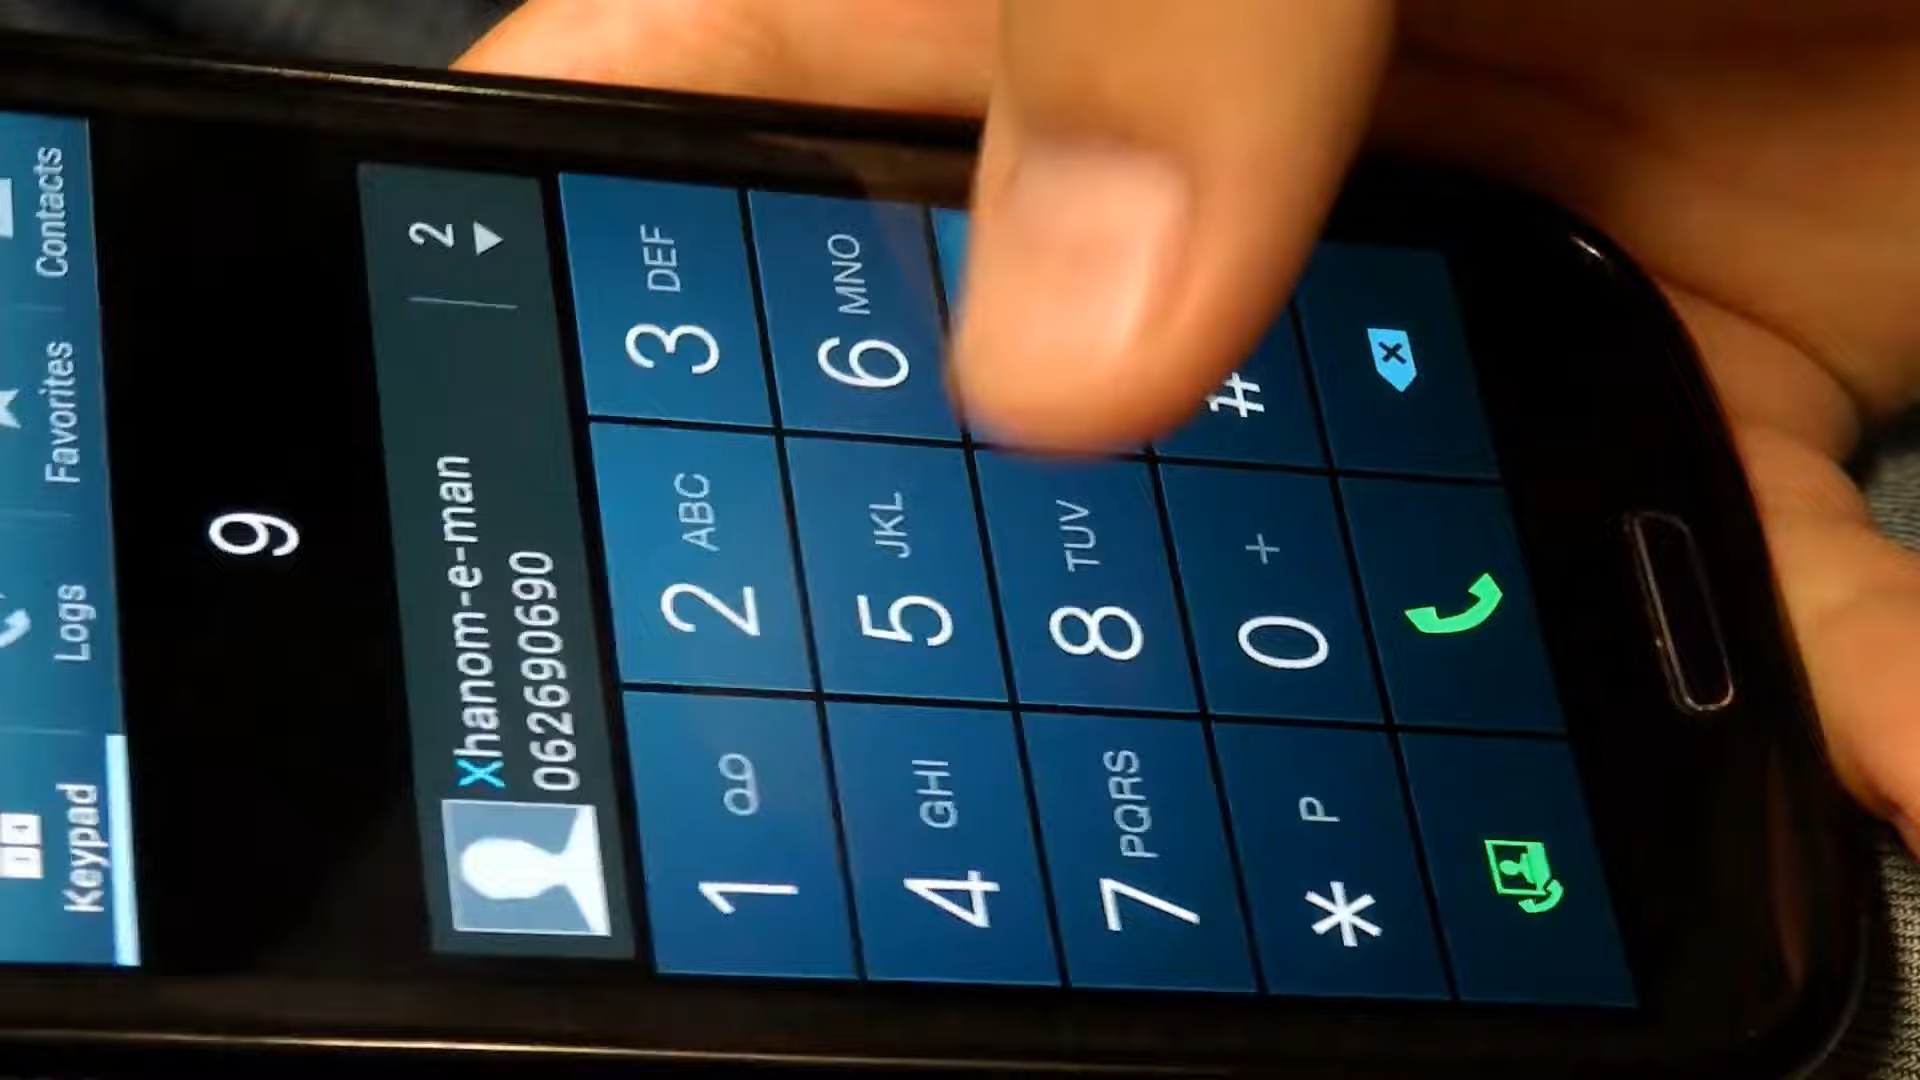 Keypad Logs Favorites Contacts
9
Xhanom-e-man
062690690
2
1
2 ABC
3 DEF
4 GHI
5 JKL
6 MNO
7 PQRS
8 TUV
* P
0 +
#